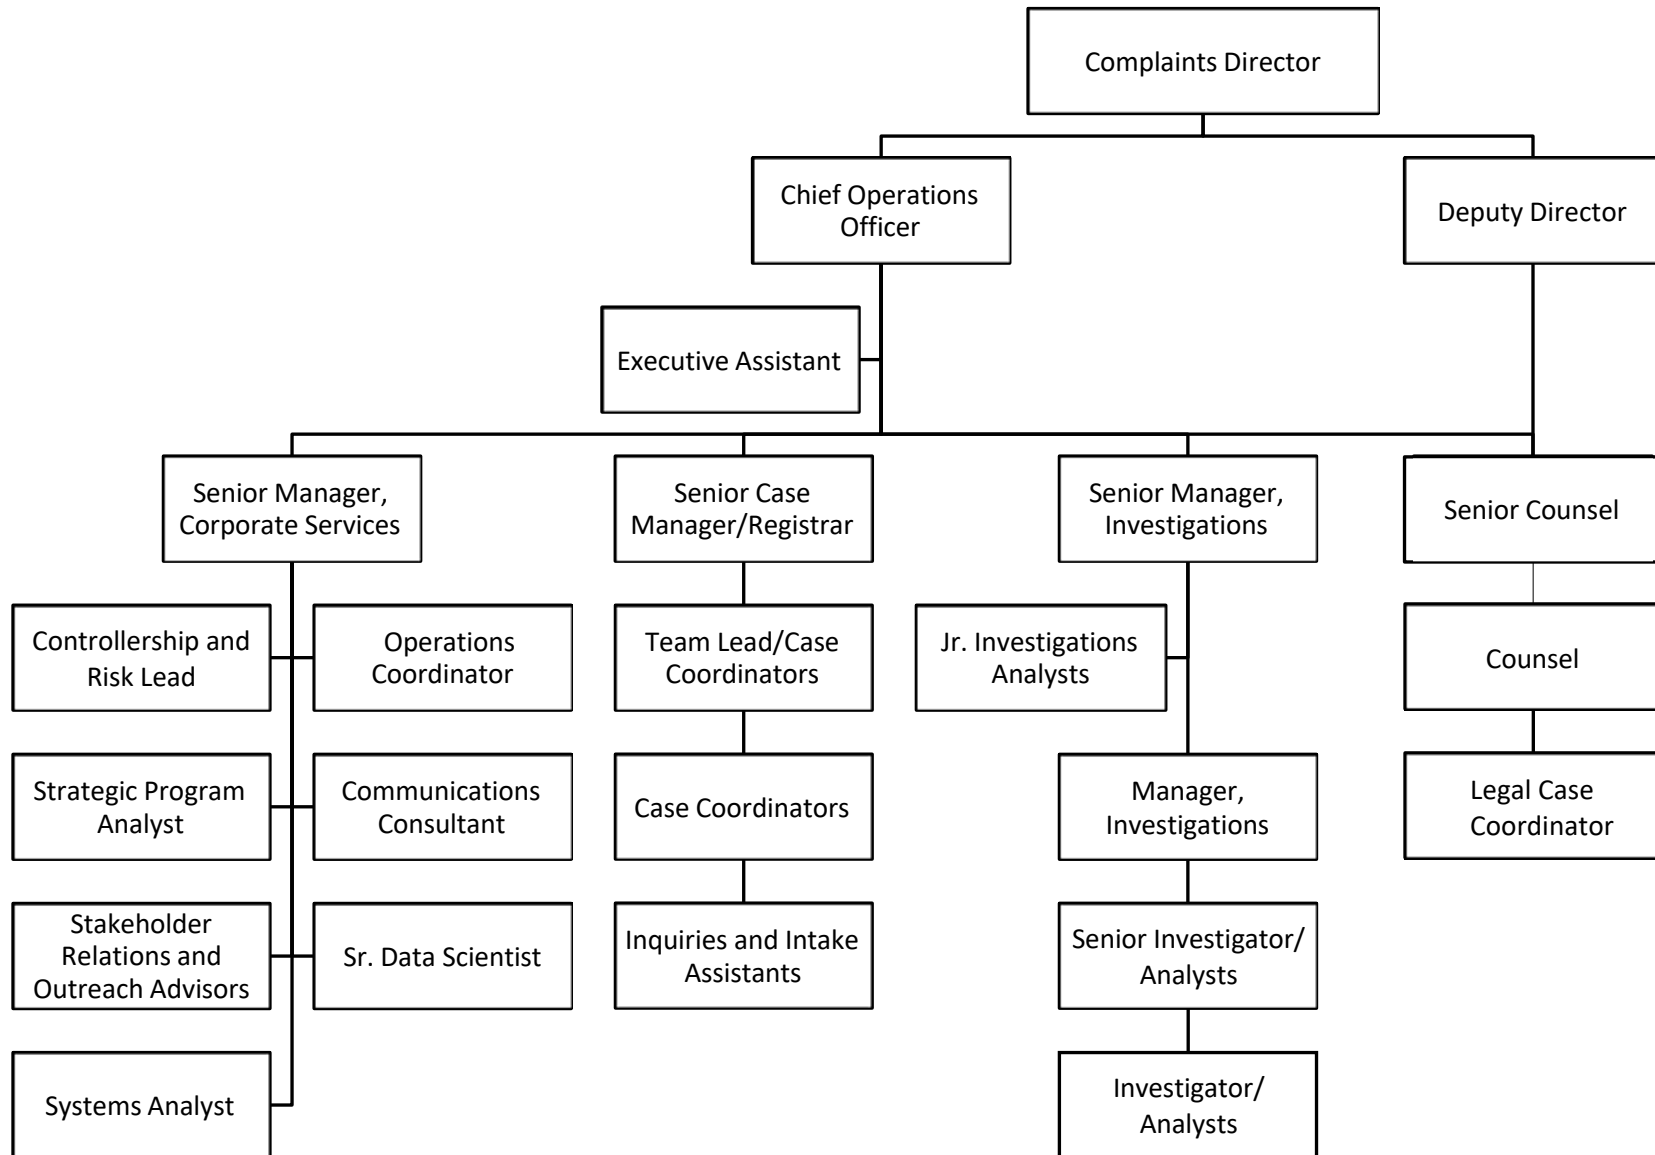 Complaints Director
Chief Operations
Officer
Deputy Director
Executive Assistant
Senior Manager,
Corporate Services
Senior Case
Manager/Registrar
Senior Manager,
Investigations
Senior Counsel
Controllership and
Risk Lead
Operations
Coordinator
Team Lead/Case
Coordinators
Jr. Investigations
Analysts
Counsel
Strategic Program
Analyst
Communications
Consultant
Case Coordinators
Manager,
Investigations
Legal Case
Coordinator
Stakeholder
Relations and
Outreach Advisors
Sr. Data Scientist
Inquiries and Intake
Assistants
Senior Investigator/
Analysts
Systems Analyst
Investigator/
Analysts